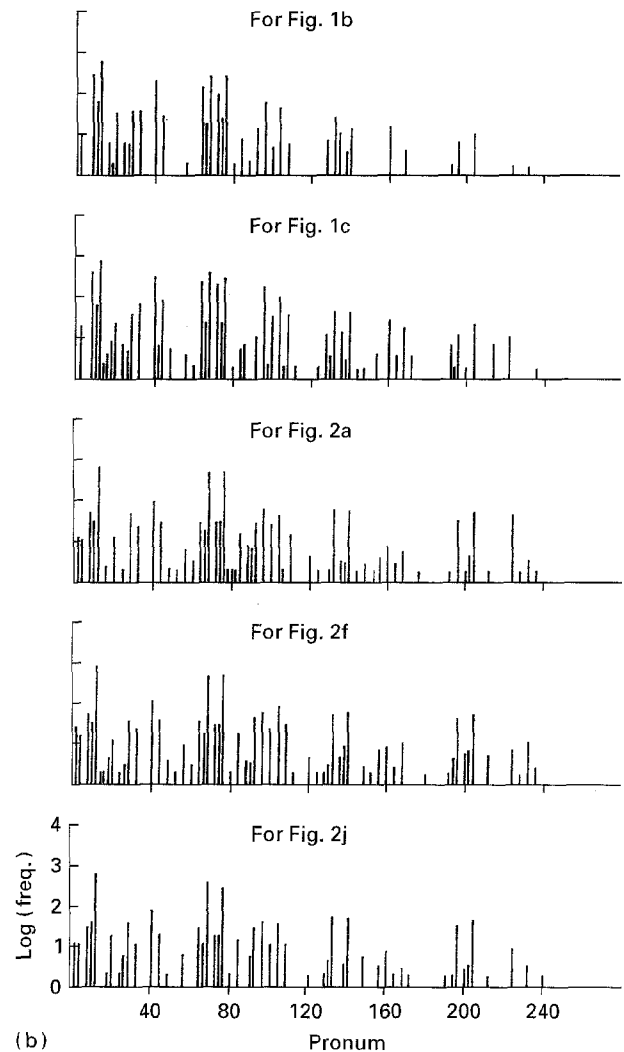 For Fig. 1b
For Fig. 1c
For Fig. 2a
For Fig. 2f
For Fig. 2j
4
3
2
1
0
Log (freq.)
40 80 120 160 200 240
(b) Pronum